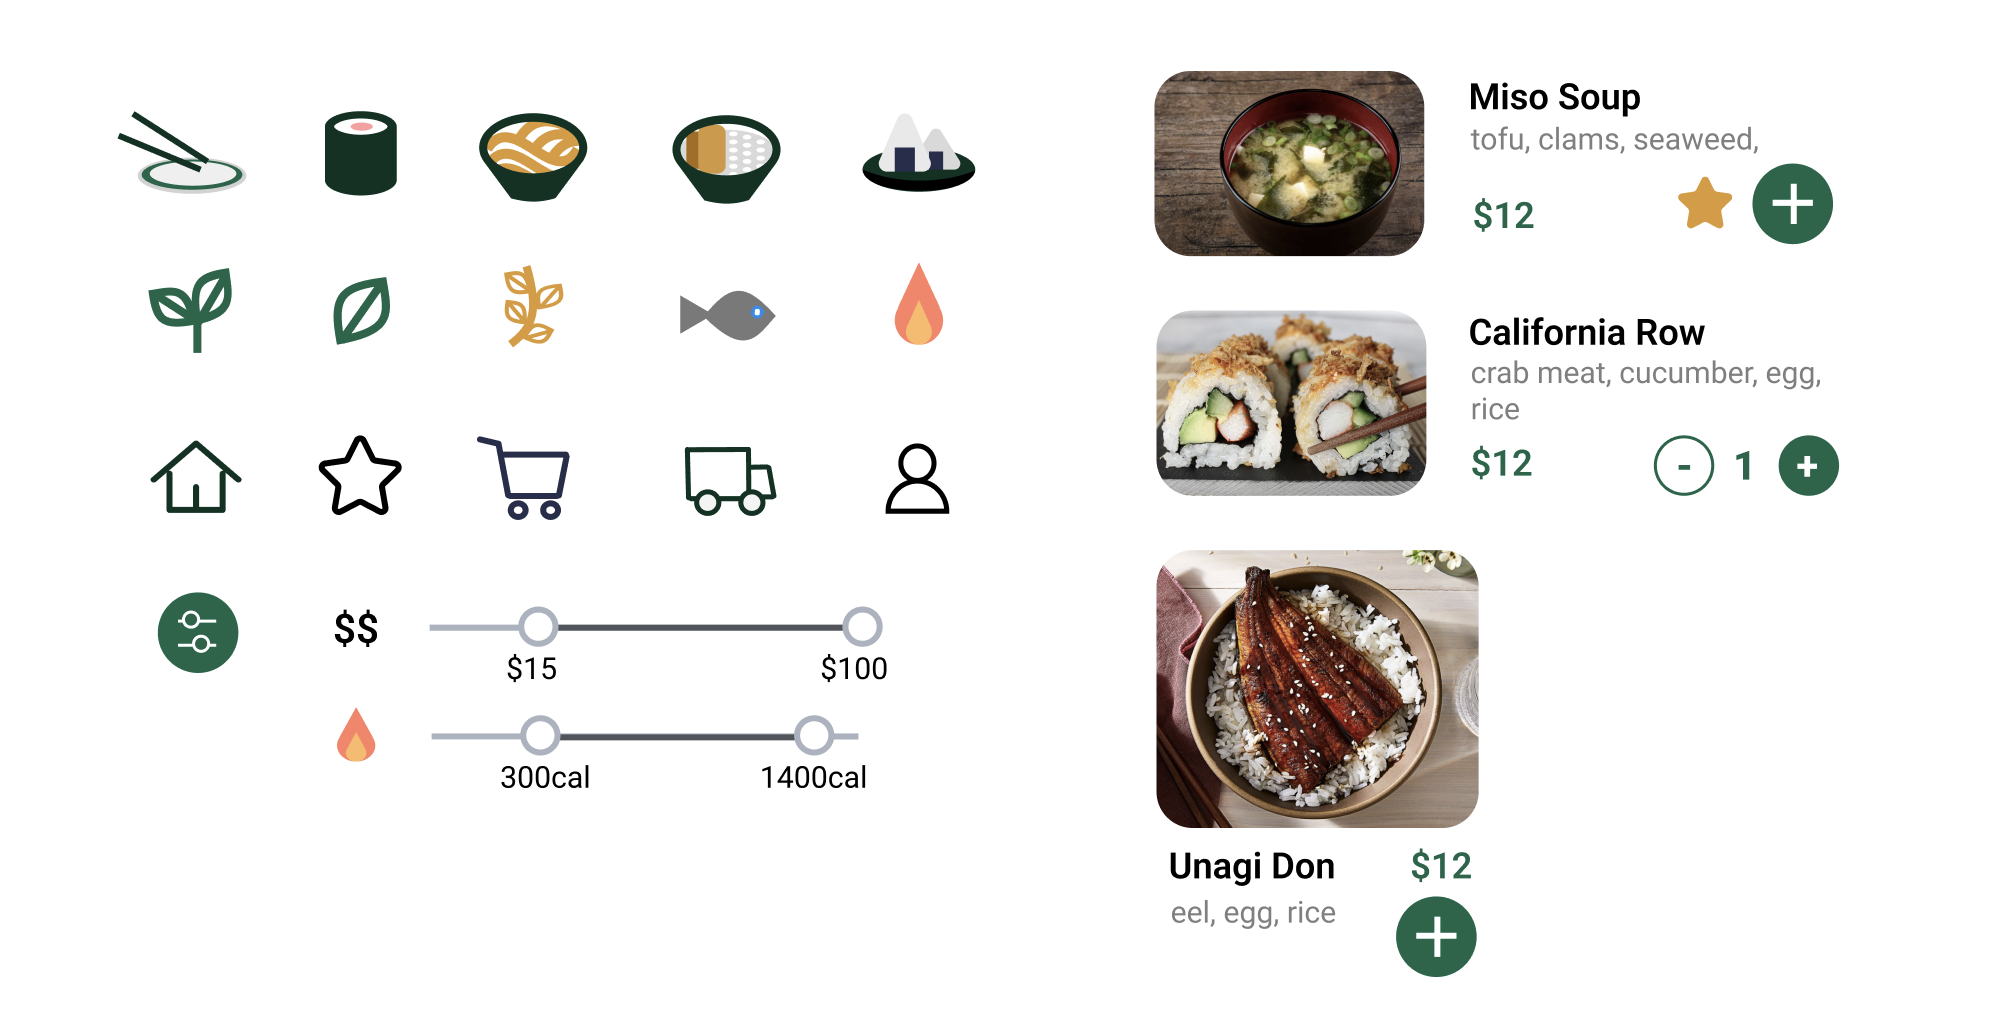 $$
$15
$100
300cal
1400cal
Miso Soup
tofu, clams, seaweed,
$12
California Row
crab meat, cucumber, egg,
rice
$12
- 1 +
Unagi Don
$12
eel, egg, rice